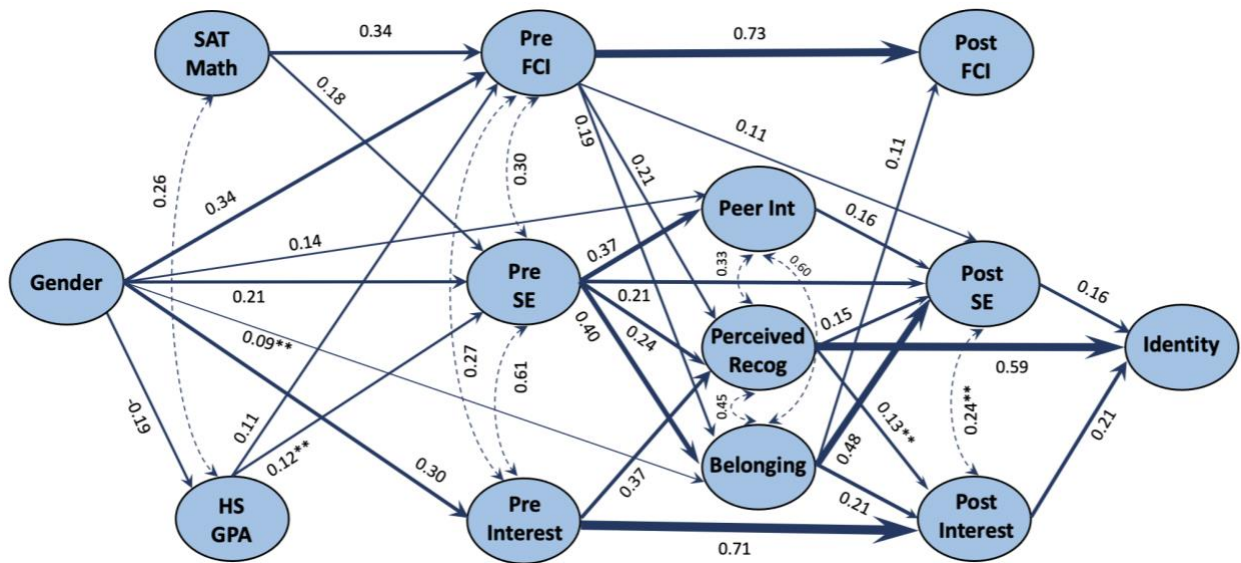 SAT
Math
0.34
Pre
FCI
0.73
Post
FCI
0.18
0.19
0.21
0.11
0.11
0.26
0.34
0.30
0.14
Peer Int
0.16
Gender
0.21
Pre
SE
0.37
0.33
0.60
0.21
Post
SE
0.16
0.09**
0.40
0.24
Perceived
Recog
0.15
0.59
Identity
-0.19
0.11
0.12**
0.27
0.61
0.45
0.13**
0.24**
0.48
0.21
HS
GPA
0.30
Pre
Interest
0.37
Belonging
0.21
Post
Interest
0.71